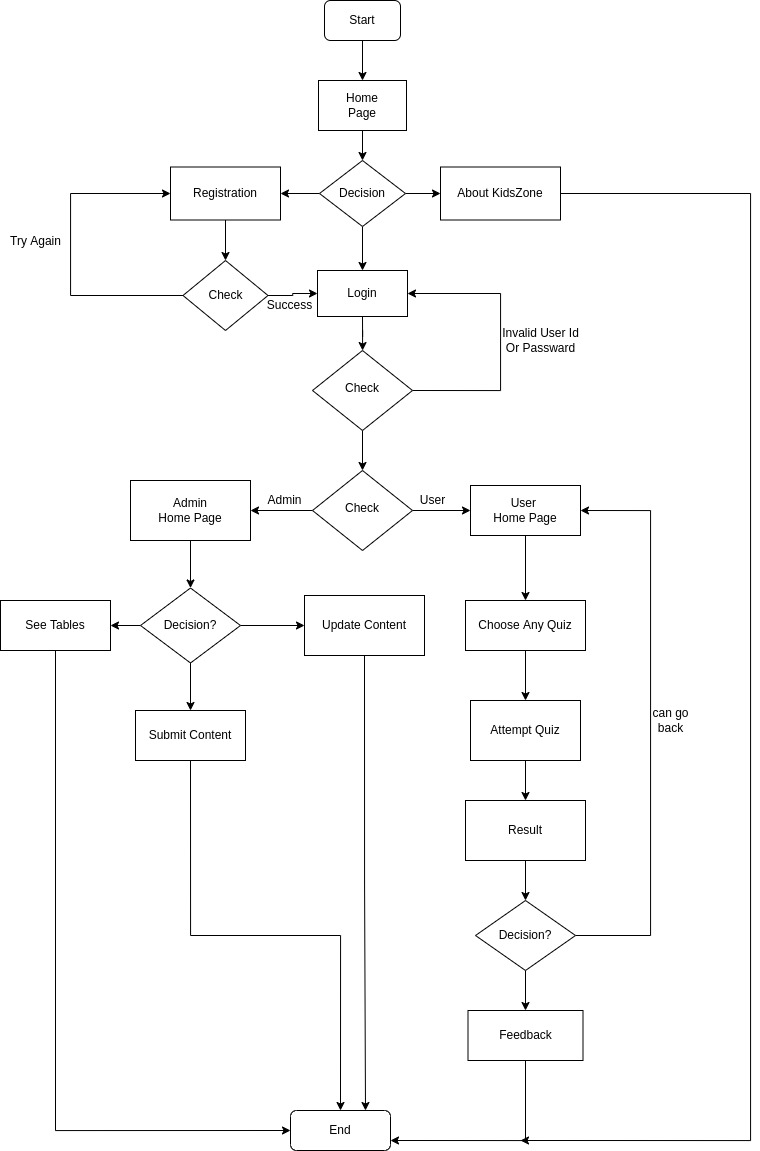 Start
Home
Page
Registration
Decision
About KidsZone
Try Again
Check
Success
Login
Invalid User Id
Or Passward
Check
Admin
Home Page
Admin
Check
User
User
Home Page
See Tables
Decision?
Update Content
Choose Any Quiz
Submit Content
Attempt Quiz
can go
back
Result
Decision?
Feedback
End